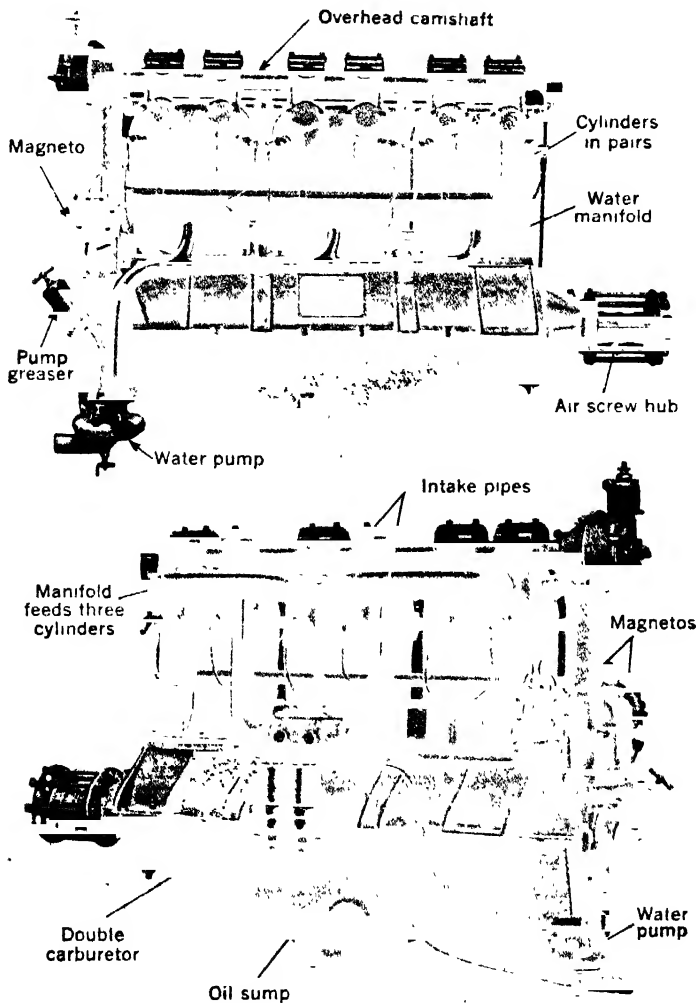 Overhead camshaft
Magneto
Cylinders
in pairs
Water
manifold
Pump
greaser
Air screw hub
Water pump
Intake pipes
Manifold
feeds three
cylinders
Magnetos
Double
carburetor
Water
pump
Oil sump